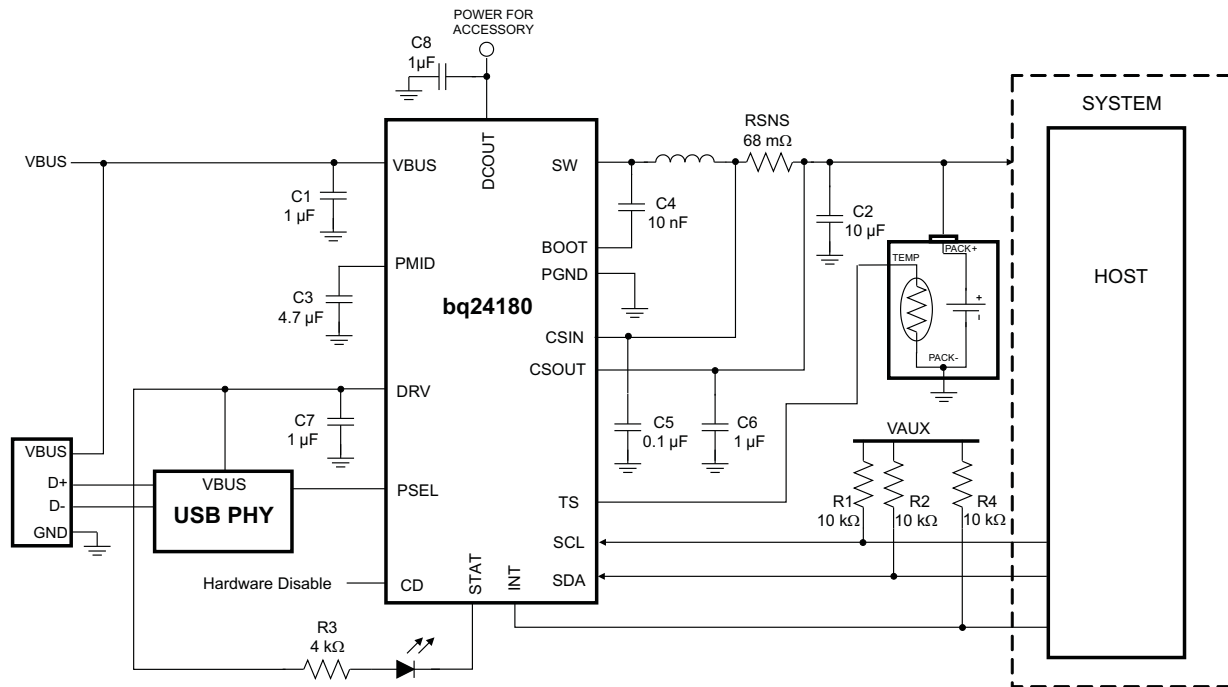 POWER FOR
ACCESSORY
C8
1µF
VBUS
C1
1 µF
C3
4.7 µF
C7
1 µF
VBUS
D+
D-
GND
VBUS
USB PHY
Hardware Disable
R3
4 kΩ
bq24180
VBUS
DCOUT
PMID
DRV
PSEL
CD
STAT
INT
SW
BOOT
PGND
CSIN
CSOUT
TS
SCL
SDA
C4
10 nF
RSNS
68 mΩ
C2
10 µF
C5
0.1 µF
C6
1 µF
TEMP
PACK+
+
-
PACK-
VAUX
R1
10 kΩ
R2
10 kΩ
R4
10 kΩ
SYSTEM
HOST